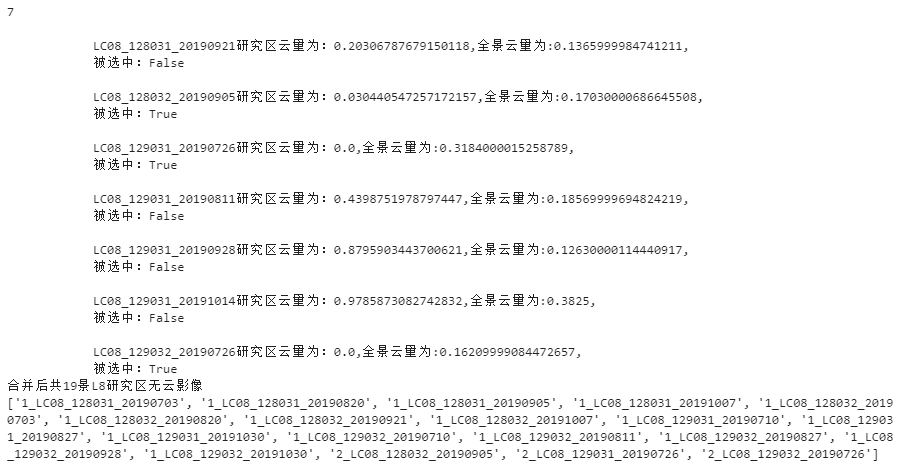 7
LC08_128031_20190921研究区云量为：0.20306787679150118,全景云量为:0.1365999984741211,
被选中：False
LC08_128032_20190905研究区云量为：0.030440547257172157,全景云量为:0.17030000686645508,
被选中：True
LC08_129031_20190726研究区云量为：0.0,全景云量为:0.3184000015258789,
被选中：True
LC08_129031_20190811研究区云量为：0.4398751978797447,全景云量为:0.18569999694824219,
被选中：False
LC08_129031_20190928研究区云量为：0.8795903443700621,全景云量为:0.12630000114440917,
被选中：False
LC08_129031_20191014研究区云量为：0.9785873082742832,全景云量为:0.3825,
被选中：False
LC08_129032_20190726研究区云量为：0.0,全景云量为:0.16209999084472657,
被选中：True
合并后共19景L8研究区无云影像
['1_LC08_128031_20190703', '1_LC08_128031_20190820', '1_LC08_128031_20190905', '1_LC08_128031_20191007', '1_LC08_128032_20190
703', '1_LC08_128032_20190820', '1_LC08_128032_20190921', '1_LC08_128032_20191007', '1_LC08_129031_20190710', '1_LC08_12903
1_20190827', '1_LC08_129031_20191030', '1_LC08_129032_20190710', '1_LC08_129032_20190811', '1_LC08_129032_20190827', '1_LC08
_129032_20190928', '1_LC08_129032_20191030', '2_LC08_128032_20190905', '2_LC08_129031_20190726', '2_LC08_129032_20190726']